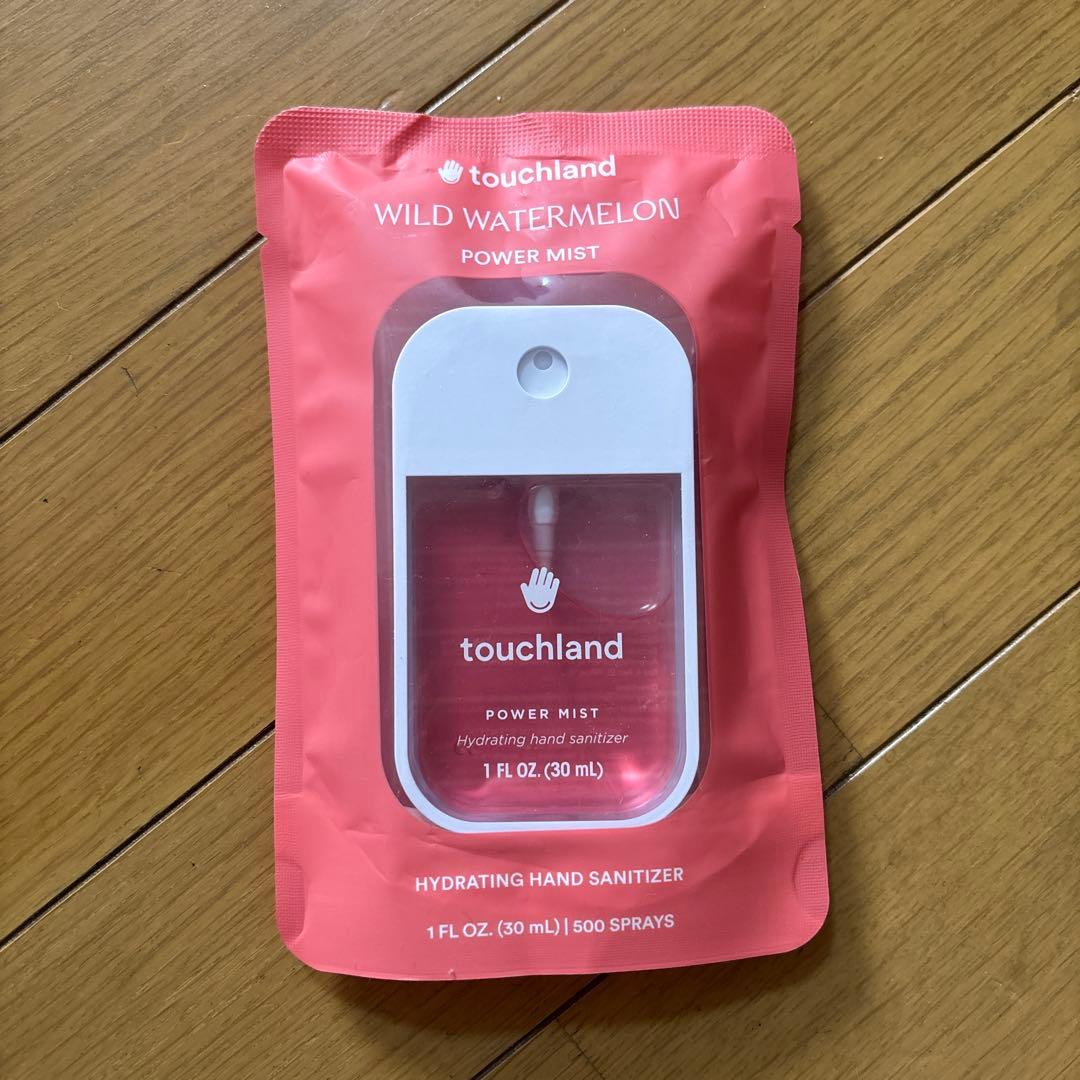 touchland
WILD WATERMELON
POWER MIST
touchland
POWER MIST
Hydrating hand sanitizer
1 FL OZ. (30 mL)
HYDRATING HAND SANITIZER
1 FL OZ. (30 mL) | 500 SPRAYS